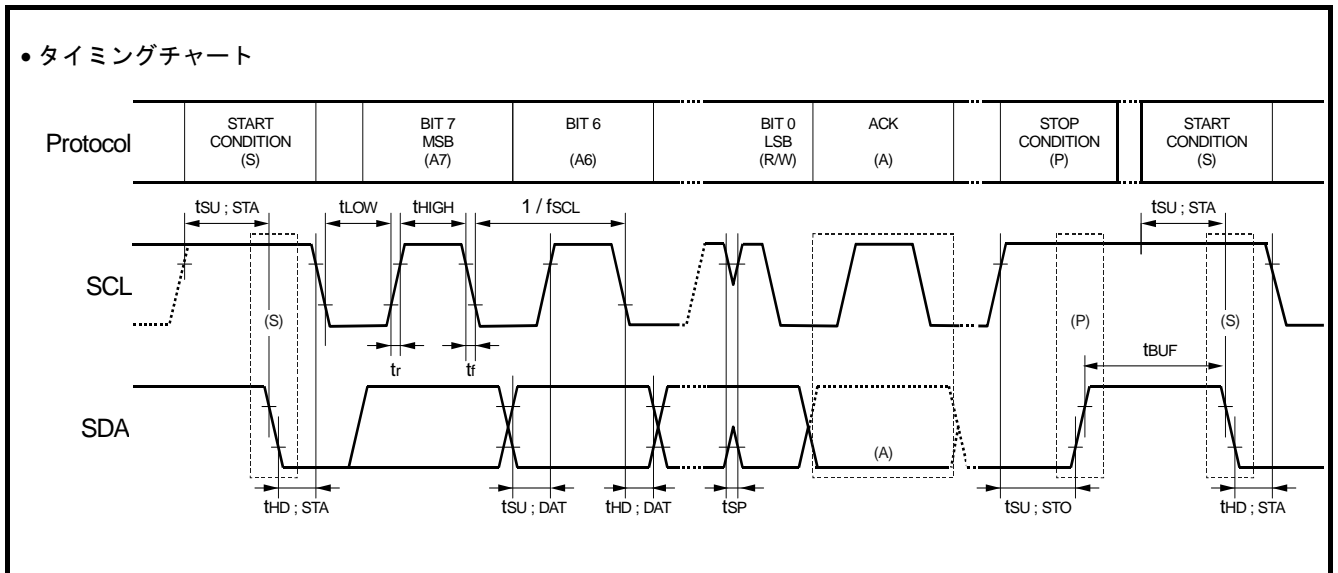 • タイミングチャート
Protocol
START
CONDITION
(S)
BIT 7
MSB
(A7)
BIT 6
(A6)
BIT 0
LSB
(R/W)
ACK
(A)
STOP
CONDITION
(P)
START
CONDITION
(S)
tSU ; STA
tLOW
tHIGH
1 / fSCL
tSU ; STA
SCL
(S)
(P)
(S)
tr
tf
tBUF
SDA
(A)
tHD ; STA
tSU ; DAT
tHD ; DAT
tSP
tSU ; STO
tHD ; STA